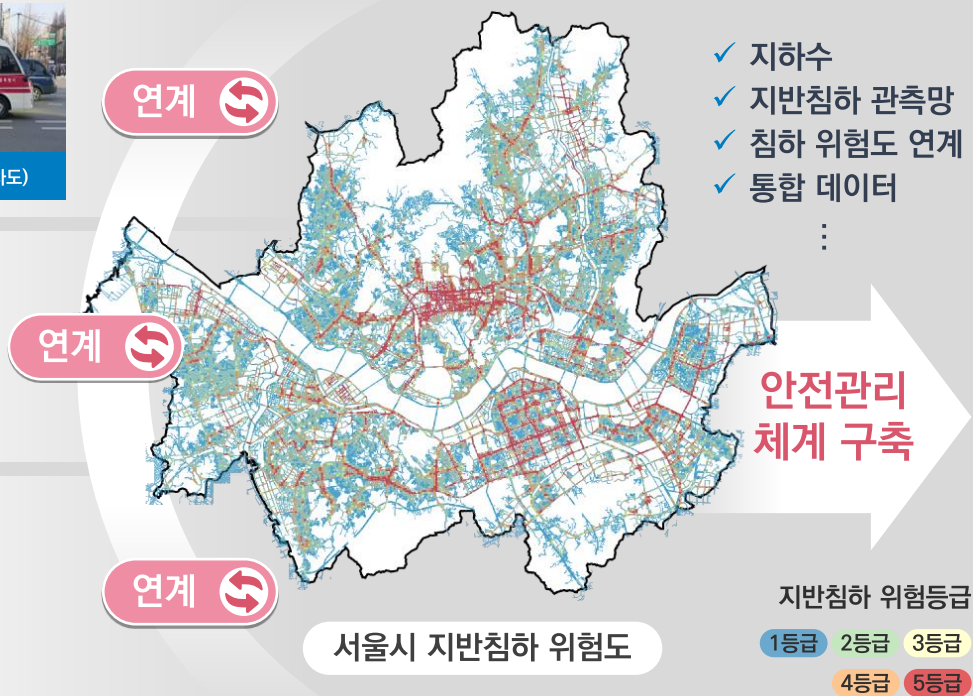 연계
지하수
지반침하 관측망
침하 위험도 연계
통합 데이터
⋮
연계
안전관리
체계 구축
연계
서울시 지반침하 위험도
지반침하 위험등급
1등급 2등급 3등급
4등급 5등급